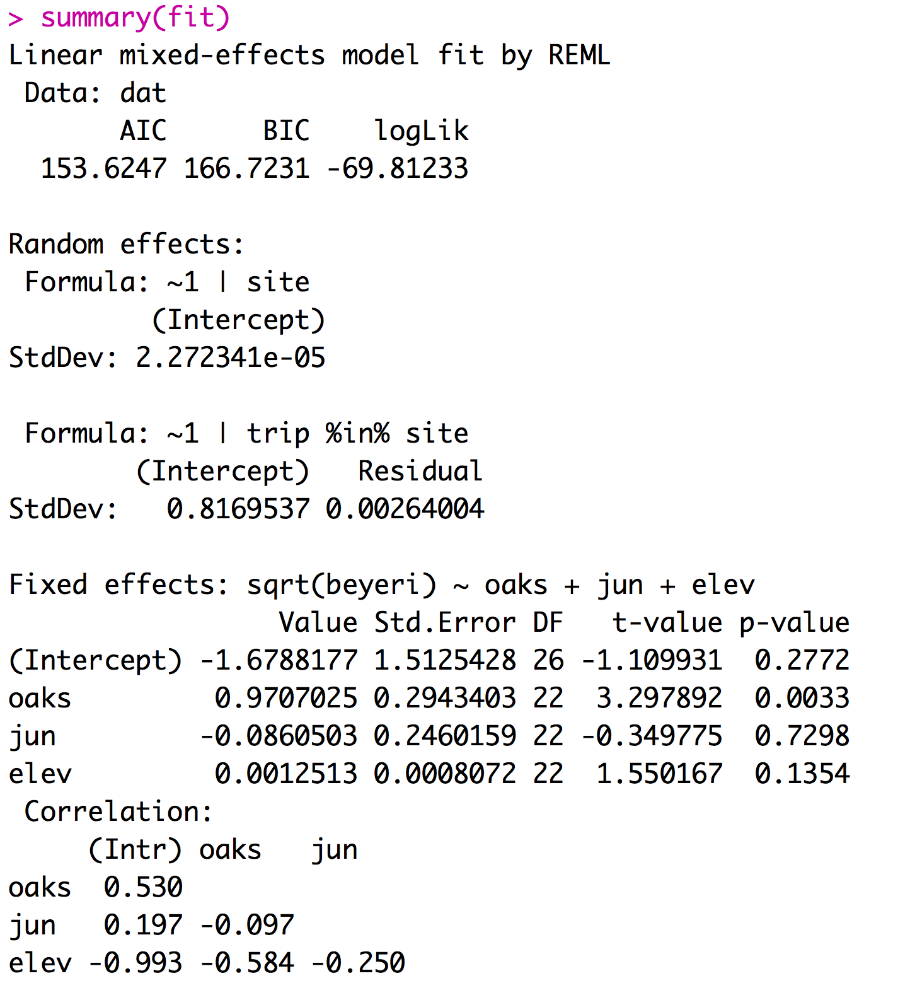 > summary(fit)
Linear mixed-effects model fit by REML
 Data: dat
       AIC      BIC    logLik
  153.6247 166.7231 -69.81233

Random effects:
 Formula: ~1 | site
         (Intercept)
StdDev: 2.272341e-05

 Formula: ~1 | trip %in% site
        (Intercept)   Residual
StdDev:   0.8169537 0.00264004

Fixed effects: sqrt(beyeri) ~ oaks + jun + elev
                 Value Std.Error DF   t-value p-value
(Intercept) -1.6788177 1.5125428 26 -1.109931  0.2772
oaks         0.9707025 0.2943403 22  3.297892  0.0033
jun         -0.0860503 0.2460159 22 -0.349775  0.7298
elev         0.0012513 0.0008072 22  1.550167  0.1354
 Correlation:
     (Intr) oaks   jun
oaks  0.530
jun   0.197 -0.097
elev -0.993 -0.584 -0.250